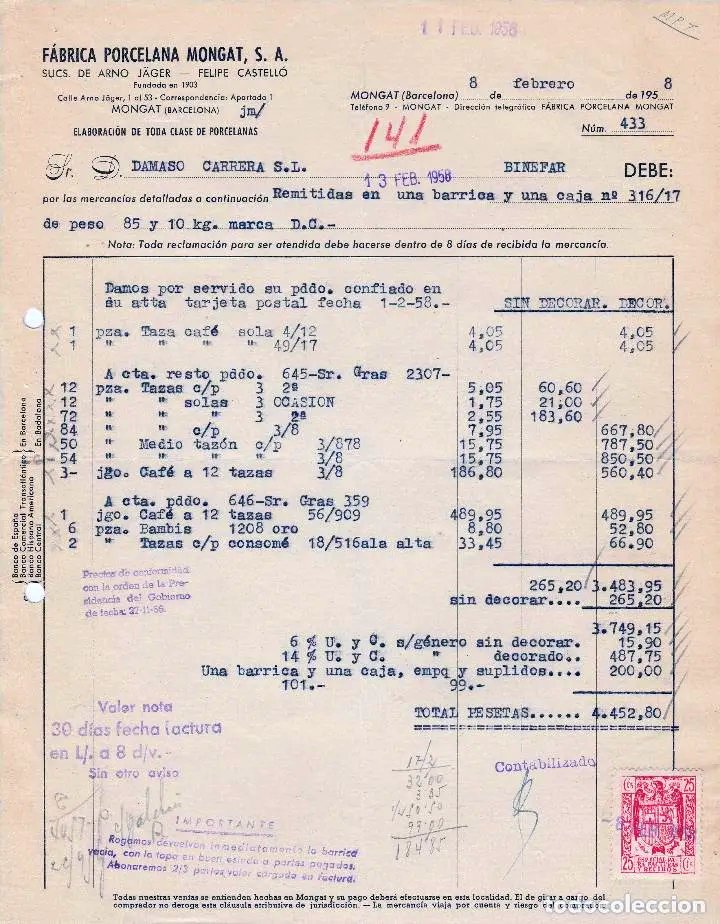 11 FEB. 1958
FÁBRICA PORCELANA MONGAT, S. A.
SUCS. DE ARNO JÄGER — FELIPE CASTELLÓ
Fundada en 1903
Calle Arno Jäger, 1 al 53 - Correspondencia: Apartado 1
MONGAT (BARCELONA) jm/
ELABORACIÓN DE TODA CLASE DE PORCELANAS
MONGAT (Barcelona) 8 de febrero de 1958
Teléfono 9 - MONGAT - Dirección telegráfica FÁBRICA PORCELANA MONGAT
141
Núm. 433
Sr. D. DAMASO CARRERA S.L. BINEFAR DEBE:
13 FEB. 1958
por las mercancías detalladas a continuación Remitidas en una barrica y una caja nº 316/17
de peso 85 y 10 kg. marca D.C.-
Nota: Toda reclamación para ser atendida debe hacerse dentro de 8 días de recibida la mercancía.
Damos por servido su pddo. confiado en
su atta tarjeta postal fecha 1-2-58.- SIN DECORAR. DECOR.
1 pza. Taza café sola 4/12 4,05 4,05
1 " " " " 49/17 4,05 4,05
A cta. resto pddo. 645-Sr. Gras 2307-
12 pza. Tazas c/p 3 2ª 5,05 60,60
12 " " solas 3 OCASION 1,75 21,00
72 " " " 3 2ª 2,55 183,60
84 " " c/p 3/8 7,95 667,80
50 " Medio tazón c/p 3/878 15,75 787,50
54 " " " " 3/8 15,75 850,50
3- jgo. Café a 12 tazas 3/8 186,80 560,40
A cta. pddo. 646-Sr. Gras 359
1 jgo. Café a 12 tazas 56/909 489,95 489,95
6 pza. Bambis 1208 oro 8,80 52,80
2 " Tazas c/p consomé 18/516ala alta 33,45 66.90
265,20 3.483,95
sin decorar.... 265,20
3.749,15
6 % U. y C. s/género sin decorar. 15,90
14 % U. y C. " decorado.. 487,75
Una barrica y una caja, empq y suplidos.... 200,00
101.- 99.-
TOTAL PESETAS...... 4.452,80
Banco de España
Banco Comercial Transatlántico
Banco Hispano Americano
Banco Central
En Barcelona
En Badalona
Precios de conformidad
con la orden de la Pre-
sidencia del Gobierno
de fecha: 27-11-56.
Valer nota
30 días fecha factura
en L/. a 8 d/v.-
Sin otro aviso
Contabilizado
IMPORTANTE
Rogamos devuelvan inmediatamente la barrica
vacía, con la tapa en buen estado a portes pagados.
Abonaremos 2/3 partes valor cargado en factura.
25 Cts 25
ESPECIAL PA-
RA FACTURAS
Y RECIBOS
25 Cts
Todas nuestras ventas se entienden hechas en Mongat y su pago deberá efectuarse en esta localidad. El de girar a cargo del
comprador no deroga esta cláusula atributiva de jurisdicción. — La mercancía viaja por cuenta y riesgo del comprador.
todocoleccion